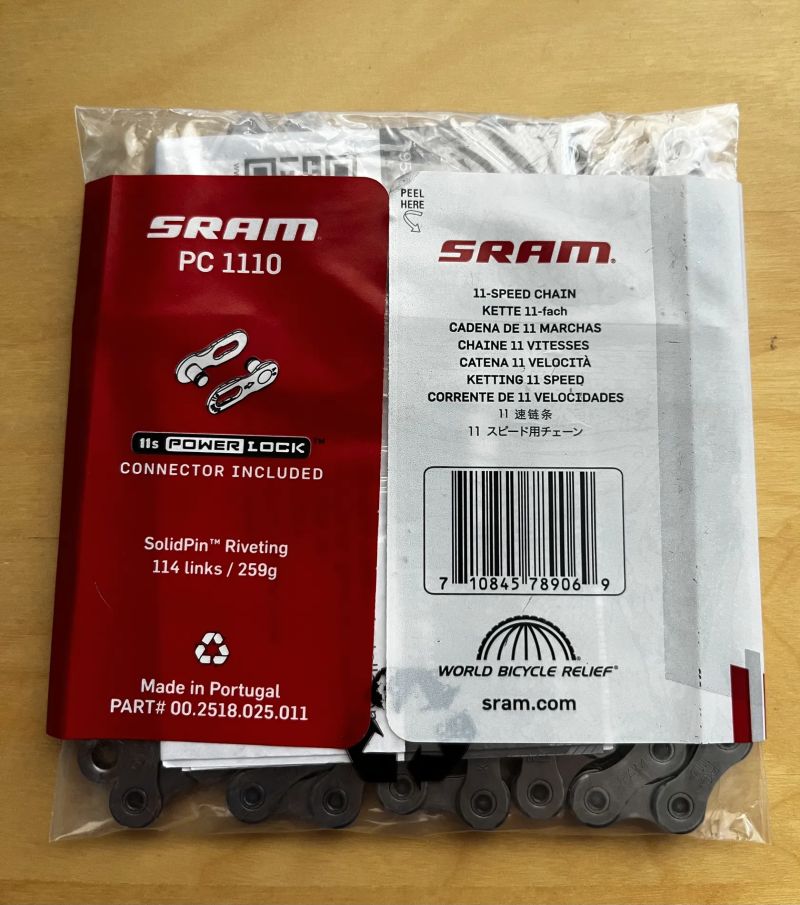 SRAM
PC 1110
11s POWER LOCK™
CONNECTOR INCLUDED
SolidPin™ Riveting
114 links / 259g
Made in Portugal
PART# 00.2518.025.011
PEEL
HERE
SRAM®
11-SPEED CHAIN
KETTE 11-fach
CADENA DE 11 MARCHAS
CHAINE 11 VITESSES
CATENA 11 VELOCITÀ
KETTING 11 SPEED
CORRENTE DE 11 VELOCIDADES
11 速链条
11 スピード用チェーン
7 10845 78906 9
WORLD BICYCLE RELIEF®
sram.com